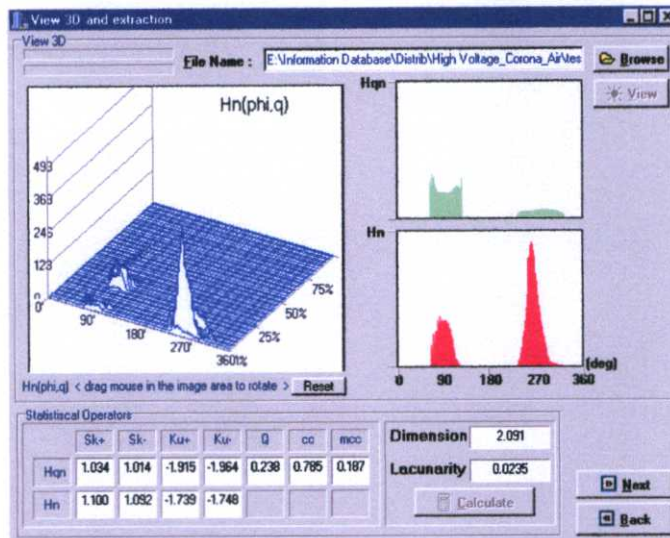 View 3D and extraction
View 3D
File Name : E:\Information Database\Distrib\High Voltage_Corona_Air\tes
Browse
View
Hn(phi,q)
493
369
246
123
0
0'
90'
180'
270'
360
1%
25%
50%
75%
Hqn
Hn
(deg)
0 90 180 270 360
Hn(phi,q) < drag mouse in the image area to rotate > Reset
Statistiscal Operators
Sk+ Sk- Ku+ Ku- Q cc mcc
Hqn 1.034 1.014 -1.915 -1.964 0.238 0.785 0.187
Hn 1.100 1.092 -1.739 -1.748
Dimension 2.091
Lacunarity 0.0235
Calculate
Next
Back